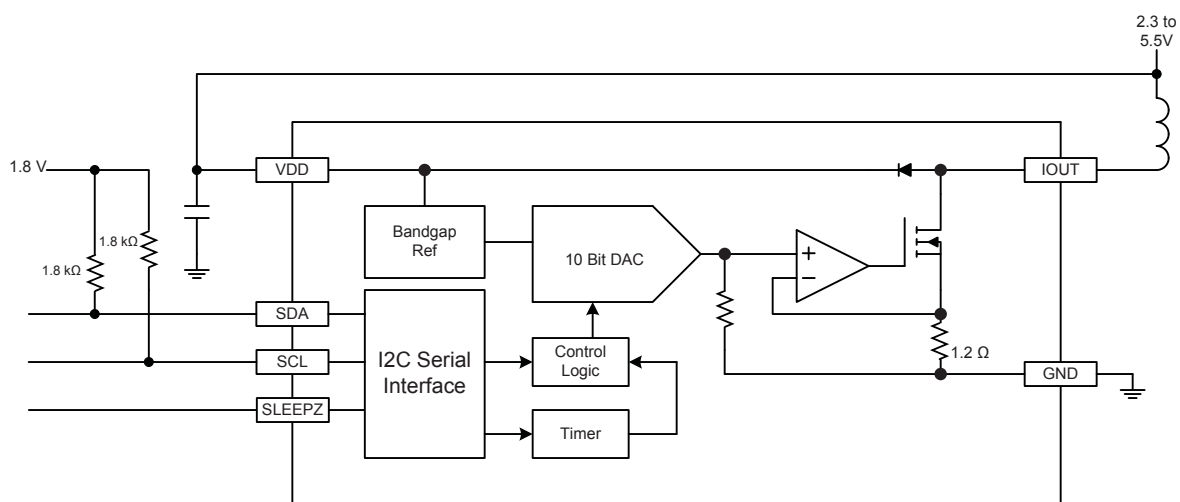 2.3 to
5.5V
1.8 V
VDD
IOUT
Bandgap
Ref
10 Bit DAC
+
−
1.8 kΩ
1.8 kΩ
SDA
SCL
SLEEPZ
I2C Serial
Interface
Control
Logic
Timer
1.2 Ω
GND